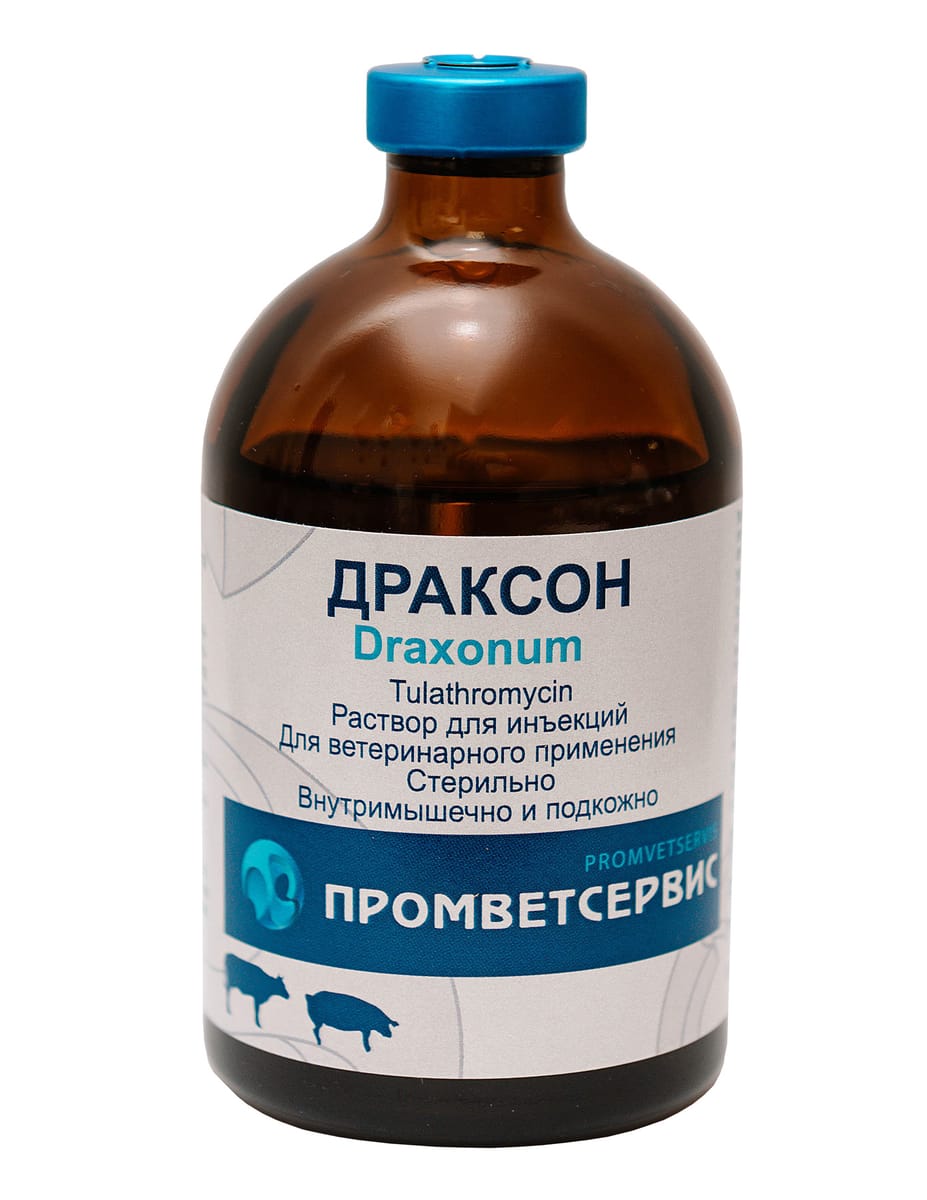 ДРАКСОН
Draxonum
Tulathromycin
Раствор для инъекций
Для ветеринарного применения
Стерильно
Внутримышечно и подкожно
PROMVETSERVIS
ПРОМВЕТСЕРВИС